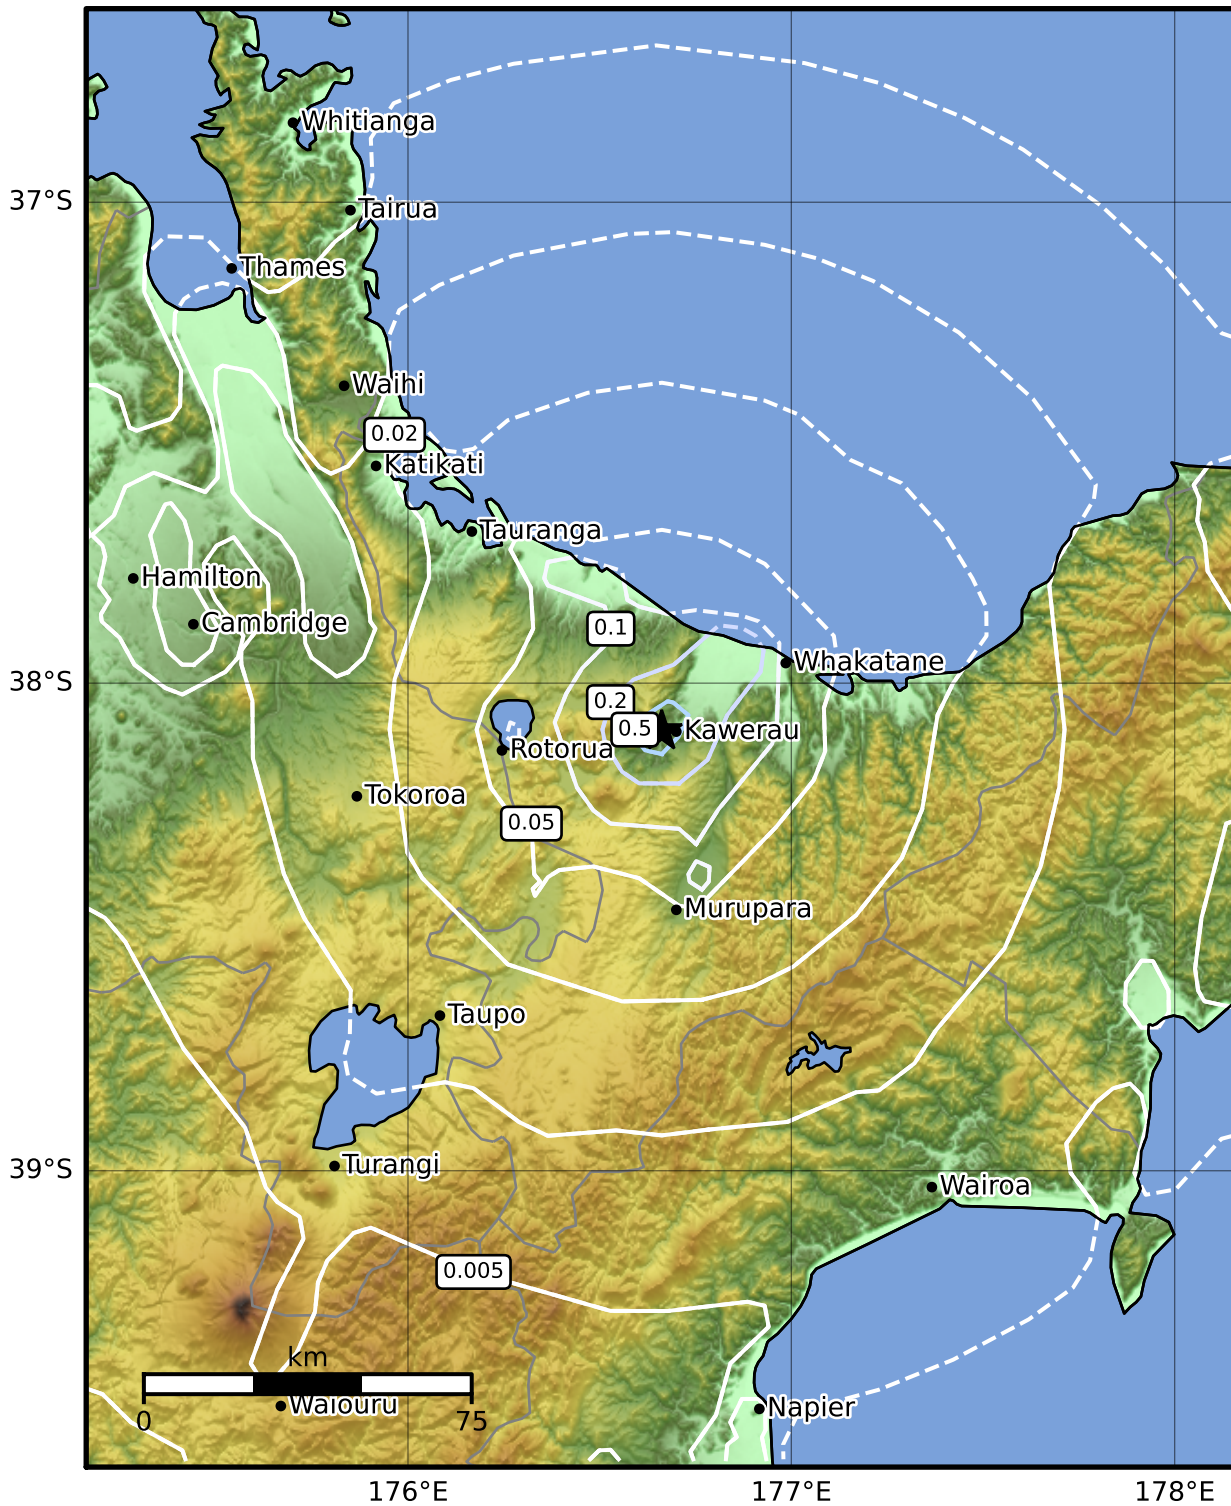 Whitianga
37°S
Tairua
Thames
Waihi
0.02
Katikati
Tauranga
Hamilton
Cambridge
0.1
Whakatane
38°S
0.2
0.5
Kawerau
Rotorua
Tokoroa
0.05
Murupara
Taupo
39°S
Turangi
Wairoa
0.005
km
0
75
Waiouru
Napier
176°E
177°E
178°E